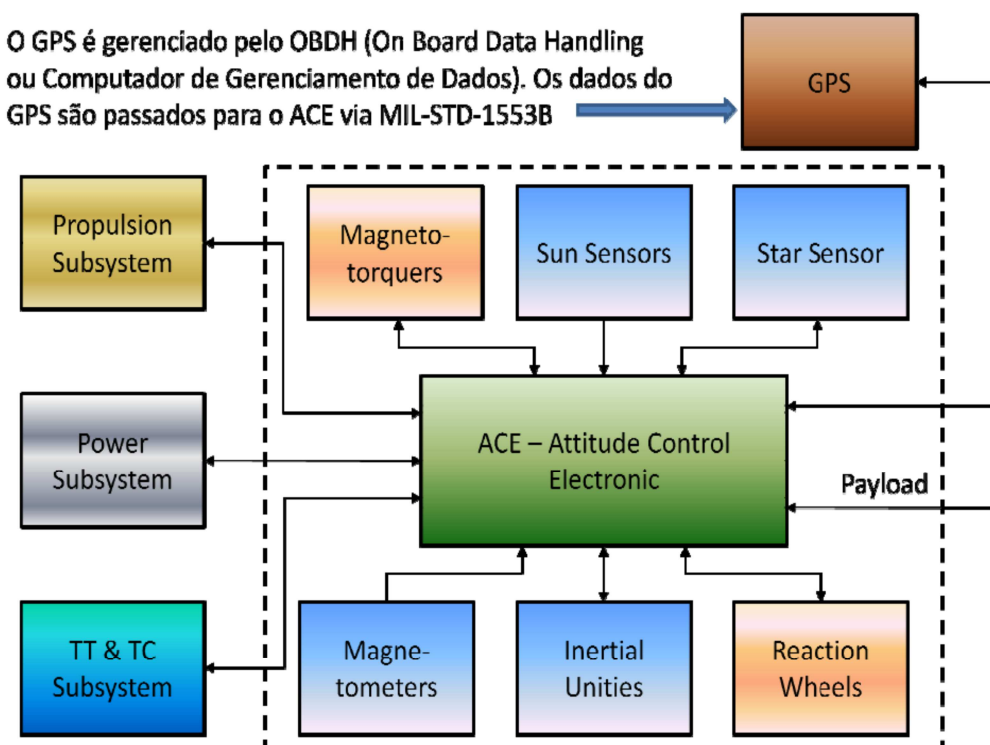 O GPS é gerenciado pelo OBDH (On Board Data Handling
ou Computador de Gerenciamento de Dados). Os dados do
GPS são passados para o ACE via MIL-STD-1553B
GPS
Propulsion
Subsystem
Magneto-
torquers
Sun Sensors
Star Sensor
Power
Subsystem
ACE – Attitude Control
Electronic
Payload
TT & TC
Subsystem
Magne-
tometers
Inertial
Unities
Reaction
Wheels